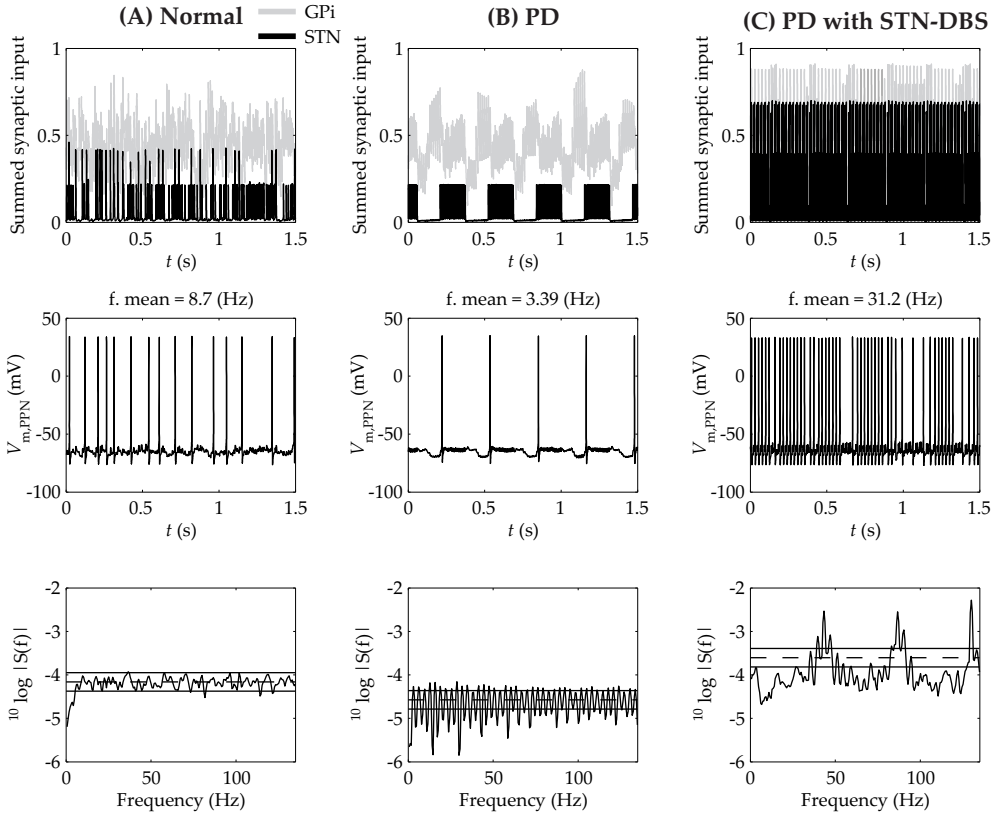 (A) Normal
GPi
STN
(B) PD
(C) PD with STN-DBS
Summed synaptic input
1
0.5
0
0 0.5 1 1.5
t (s)
Summed synaptic input
1
0.5
0
0 0.5 1 1.5
t (s)
Summed synaptic input
1
0.5
0
0 0.5 1 1.5
t (s)
f. mean = 8.7 (Hz)
Vm,PPN (mV)
50
0
-50
-100
0 0.5 1 1.5
t (s)
f. mean = 3.39 (Hz)
Vm,PPN (mV)
50
0
-50
-100
0 0.5 1 1.5
t (s)
f. mean = 31.2 (Hz)
Vm,PPN (mV)
50
0
-50
-100
0 0.5 1 1.5
t (s)
10 log |S(f)|
-2
-3
-4
-5
-6
0 50 100
Frequency (Hz)
10 log |S(f)|
-2
-3
-4
-5
-6
0 50 100
Frequency (Hz)
10 log |S(f)|
-2
-3
-4
-5
-6
0 50 100
Frequency (Hz)